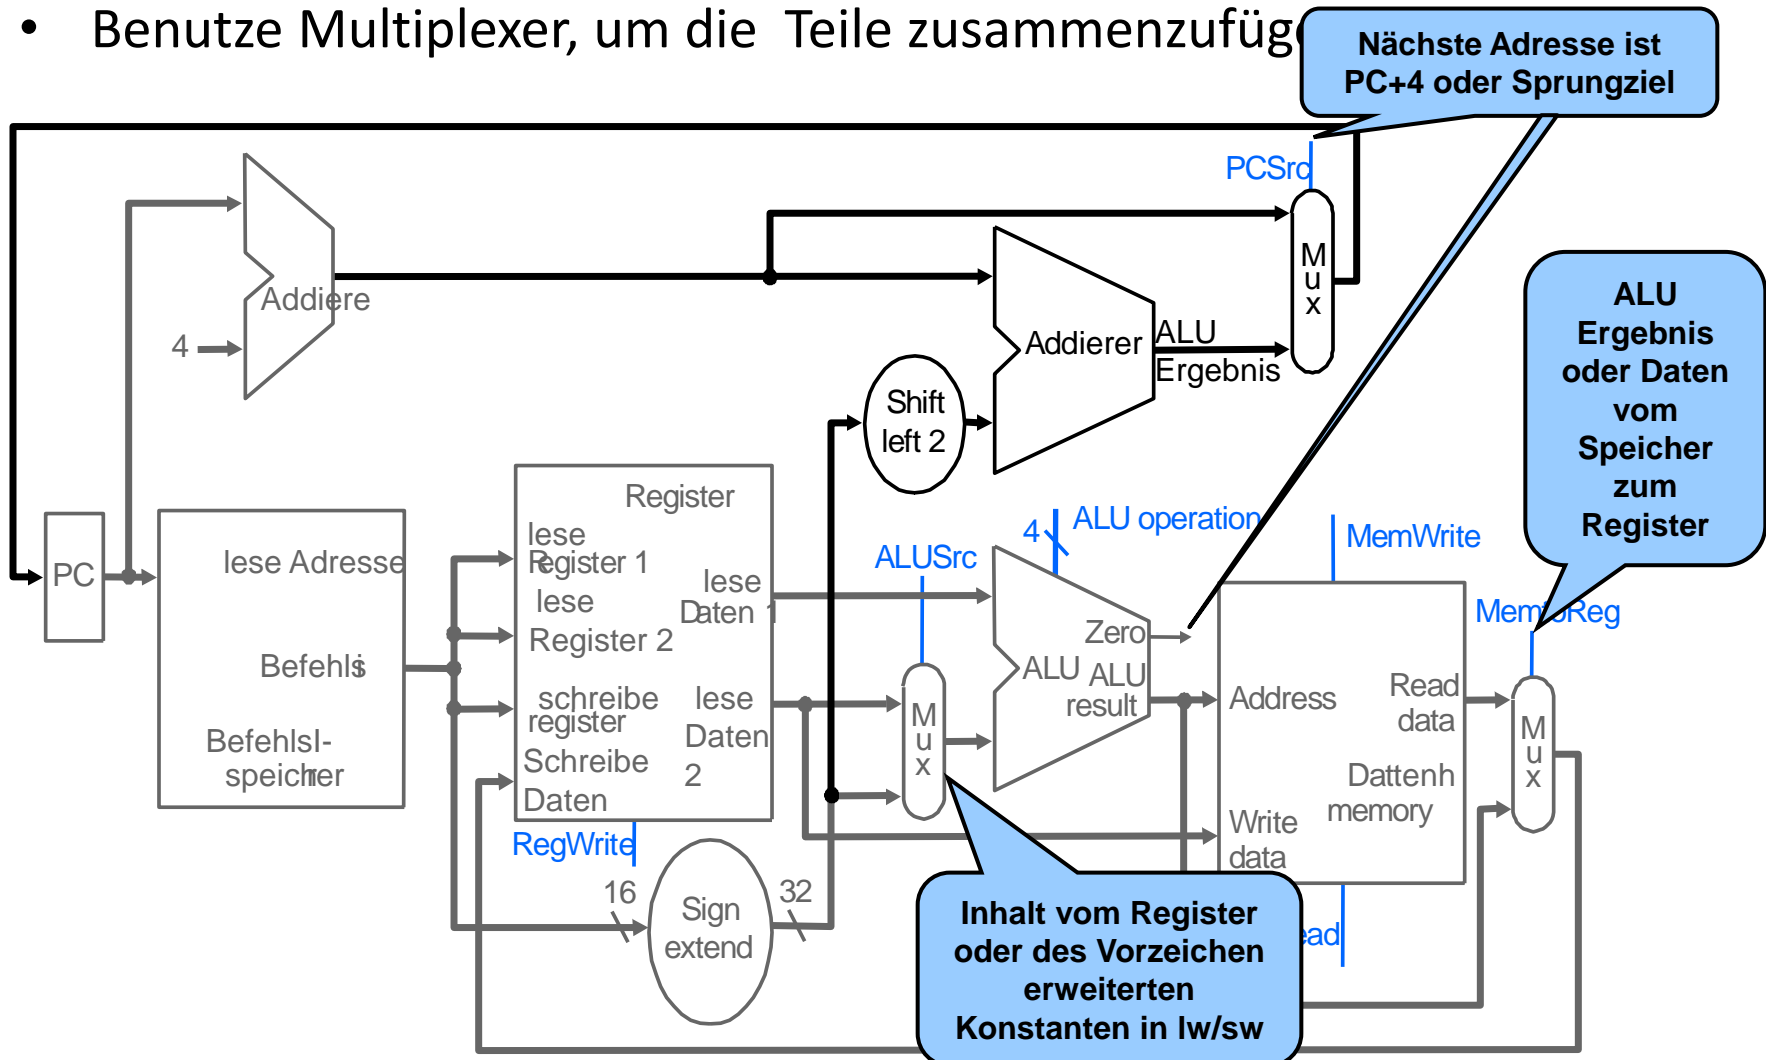 • Benutze Multiplexer, um die Teile zusammenzufüge
Nächste Adresse ist
PC+4 oder Sprungziel
PCSrc
M
u
x
Addiere
4
Addierer
ALU
Ergebnis
Shift
left 2
ALU
Ergebnis
oder Daten
vom
Speicher
zum
Register
PC
lese Adresse
Befehls
Befehlsl-
speicher
Register
lese
Register 1
lese
Register 2
schreibe
register
Schreibe
Daten
lese
Daten 1
lese
Daten
2
RegWrite
16
Sign
extend
32
ALUSrc
M
u
x
4
ALU operation
Zero
ALU
ALU
result
MemWrite
Address
Read
data
Dattenh
memory
Write
data
ead
MemtoReg
M
u
x
Inhalt vom Register
oder des Vorzeichen
erweiterten
Konstanten in lw/sw